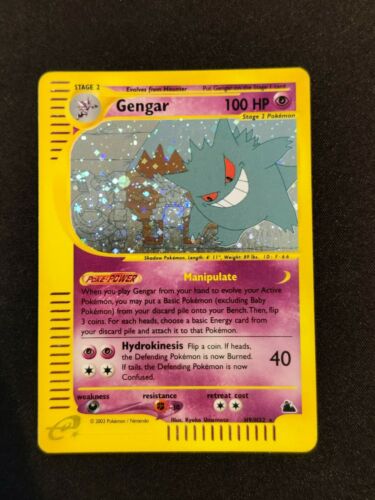 STAGE 2
Evolves from Haunter
Put Gengar on the Stage 1 card
Gengar
100 HP
Stage 2 Pokémon
Shadow Pokémon, Length: 4' 11", Weight: 89 lbs.
POKé-POWER
Manipulate
When you play Gengar from your hand to evolve your Active
Pokémon, you may put a Basic Pokémon (excluding Baby
Pokémon) from your discard pile onto your Bench. Then, flip
3 coins. For each heads, choose a basic Energy card from
your discard pile and attach it to that Pokémon.
Hydrokinesis Flip a coin. If heads,
the Defending Pokémon is now Burned.
If tails, the Defending Pokémon is now
Confused.
40
weakness
resistance
-30
retreat cost
e
©2003 Pokémon / Nintendo
Illus. Kyoko Umemoto
H9/H32